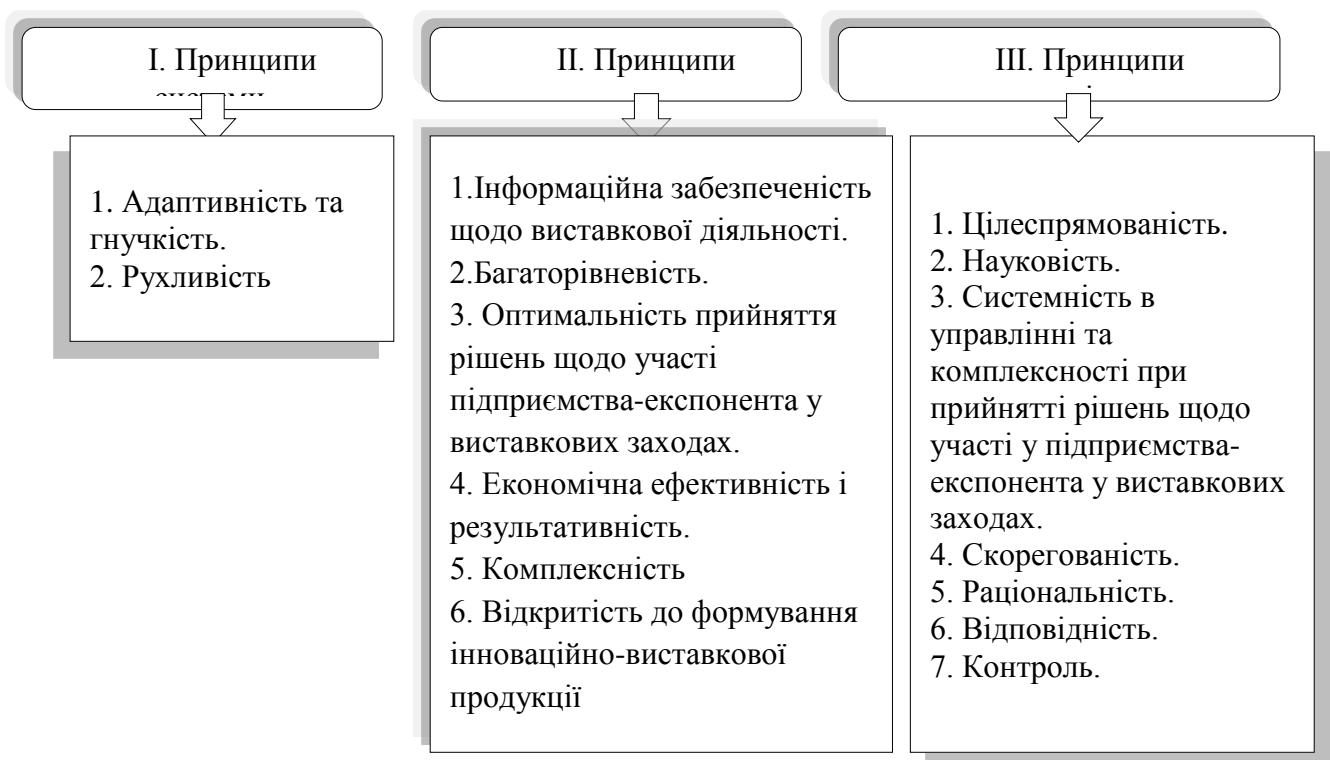 І. Принципи
ІІ. Принципи
ІІІ. Принципи
1. Адаптивність та
гнучкість.
2. Рухливість
1.Інформаційна забезпеченість
щодо виставкової діяльності.
2.Багаторівневість.
3. Оптимальність прийняття
рішень щодо участі
підприємства-експонента у
виставкових заходах.
4. Економічна ефективність і
результативність.
5. Комплексність
6. Відкритість до формування
інноваційно-виставкової
продукції
1. Цілеспрямованість.
2. Науковість.
3. Системність в
управлінні та
комплексності при
прийнятті рішень щодо
участі у підприємства-
експонента у виставкових
заходах.
4. Скорегованість.
5. Раціональність.
6. Відповідність.
7. Контроль.